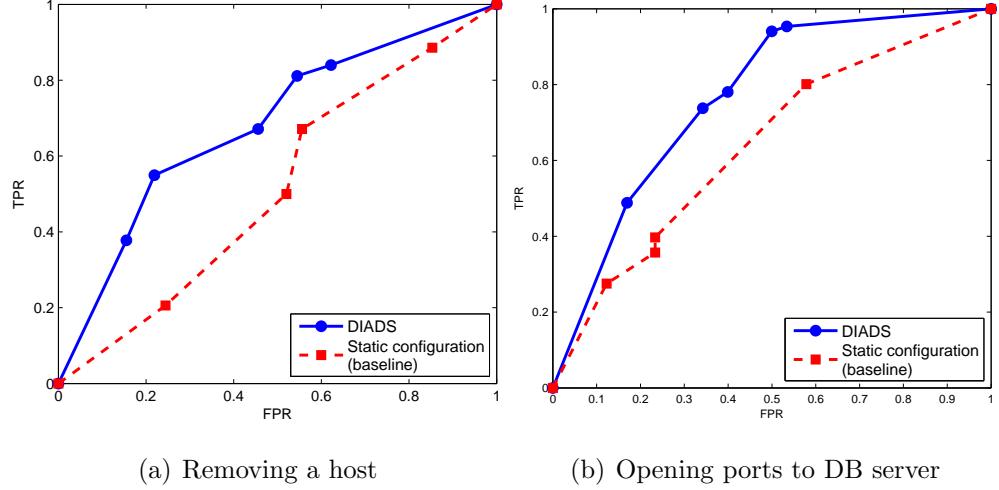 1
0.8
0.6
0.4
0.2
0
TPR
0
0.2
0.4
0.6
0.8
1
FPR
DIADS
Static configuration
(baseline)
(a) Removing a host
1
0.8
0.6
0.4
0.2
0
TPR
0
0.1
0.2
0.3
0.4
0.5
0.6
0.7
0.8
0.9
1
FPR
DIADS
Static configuration
(baseline)
(b) Opening ports to DB server